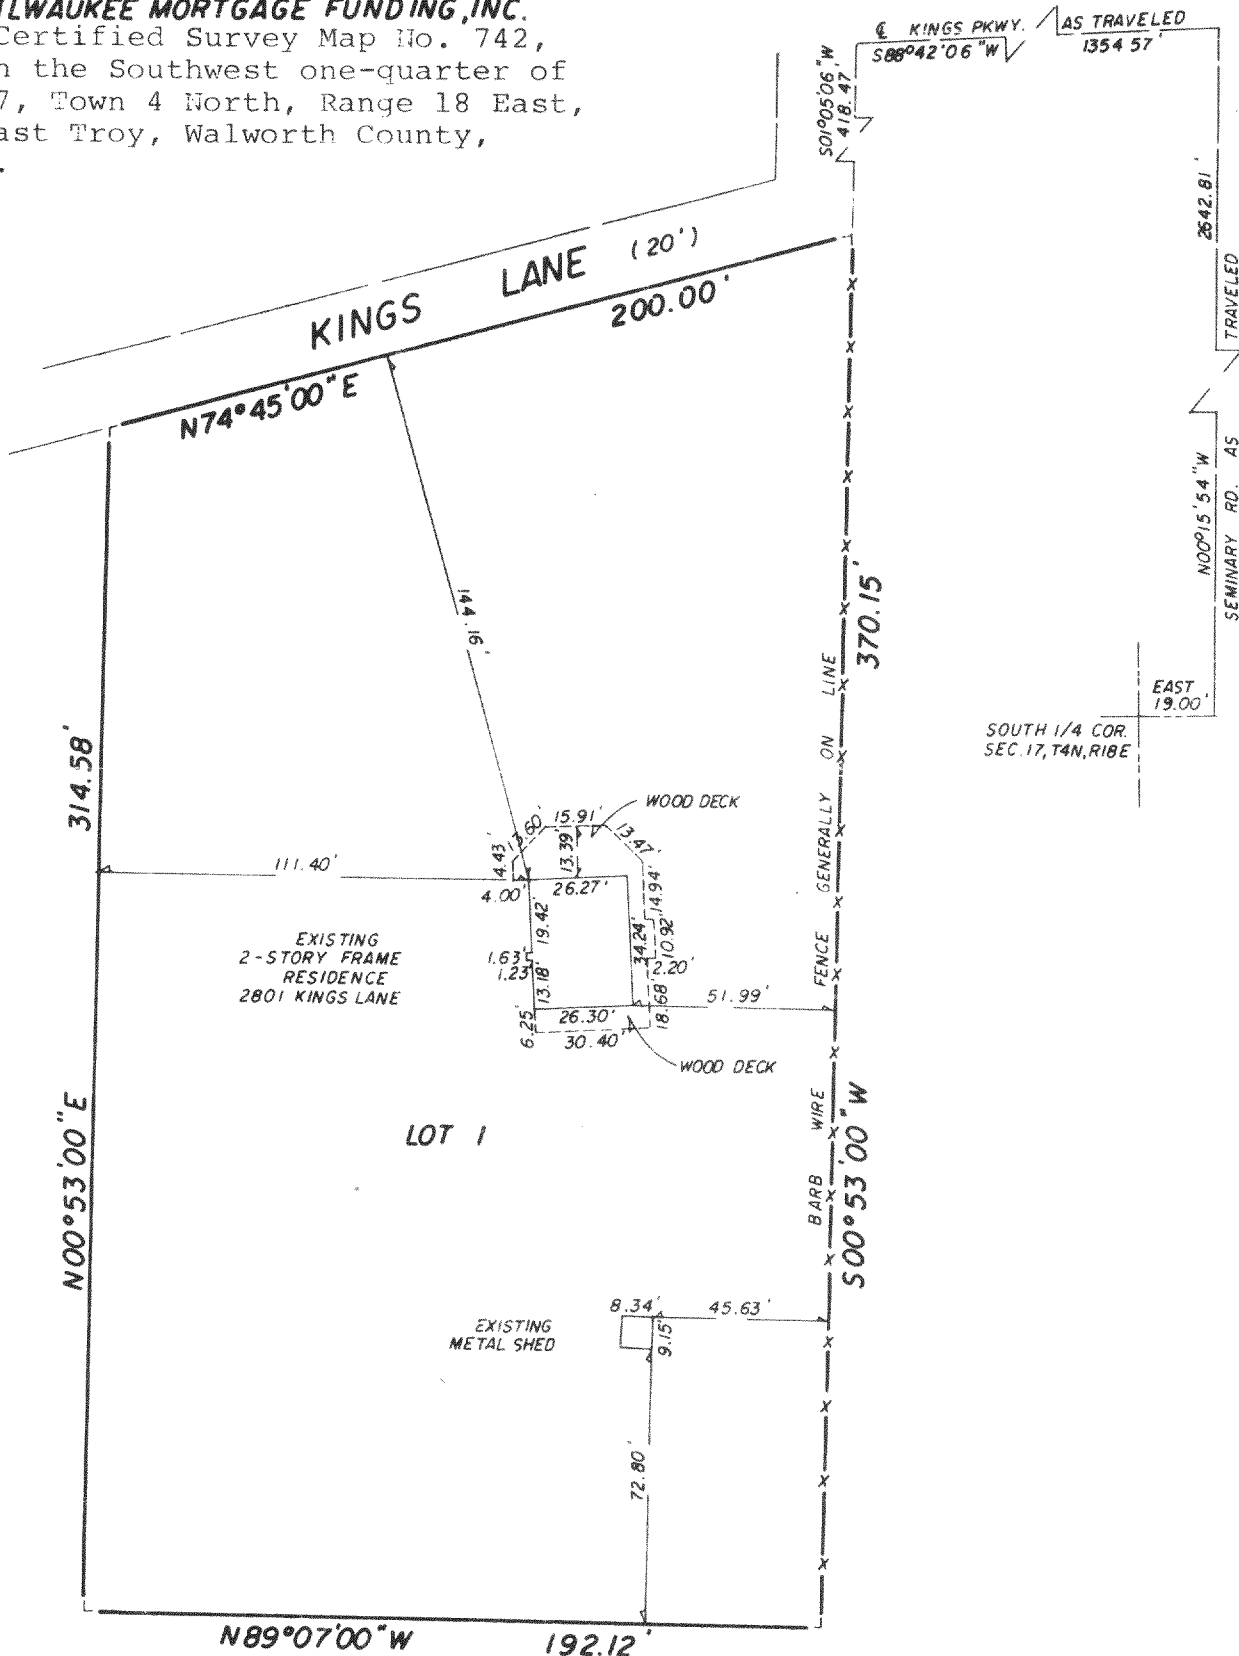 MILWAUKEE MORTGAGE FUNDING, INC.
Certified Survey Map No. 742,
the Southwest one-quarter of
7, Town 4 North, Range 18 East,
ast Troy, Walworth County,
℄ KINGS PKWY. AS TRAVELED
S88°42'06"W 1354.57'
S01°05'06"W
418.47
2642.81'
SEMINARY RD. AS TRAVELED
N00°15'54"W
EAST
19.00'
SOUTH 1/4 COR.
SEC. 17, T4N, R18E
KINGS LANE (20')
200.00'
N74°45'00"E
144.16'
370.15'
314.58'
WOOD DECK
15.91'
13.60'
13.47'
13.39'
4.43'
111.40'
4.00'
26.27'
14.94'
19.42'
34.24'
10.92'
EXISTING
2-STORY FRAME
RESIDENCE
2801 KINGS LANE
1.63'
1.23'
13.18'
2.20'
18.68'
51.99'
26.30'
6.25'
30.40'
WOOD DECK
BARB WIRE FENCE GENERALLY ON LINE
LOT 1
N00°53'00"E
S00°53'00"W
8.34'
45.63'
EXISTING
METAL SHED
9.15'
72.80'
N89°07'00"W 192.12'